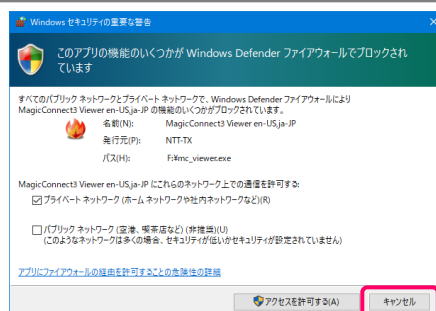 Windows セキュリティの重要な警告
このアプリの機能のいくつかが Windows Defender ファイアウォールでブロックされ
ています
すべてのパブリック ネットワークとプライベート ネットワークで、Windows Defender ファイアウォールにより
MagicConnect3 Viewer en-US,ja-JP の機能のいくつかがブロックされています。
名前(N): MagicConnect3 Viewer en-US,ja-JP
発行元(P): NTT-TX
パス(H): F:¥mc_viewer.exe
MagicConnect3 Viewer en-US,ja-JP にこれらのネットワーク上での通信を許可する:
プライベート ネットワーク (ホーム ネットワークや社内ネットワークなど)(R)
パブリック ネットワーク (空港、喫茶店など) (非推奨)(U)
(このようなネットワークは多くの場合、セキュリティが低いかセキュリティが設定されていません)
アプリにファイアウォールの経由を許可することの危険性の詳細
アクセスを許可する(A) キャンセル